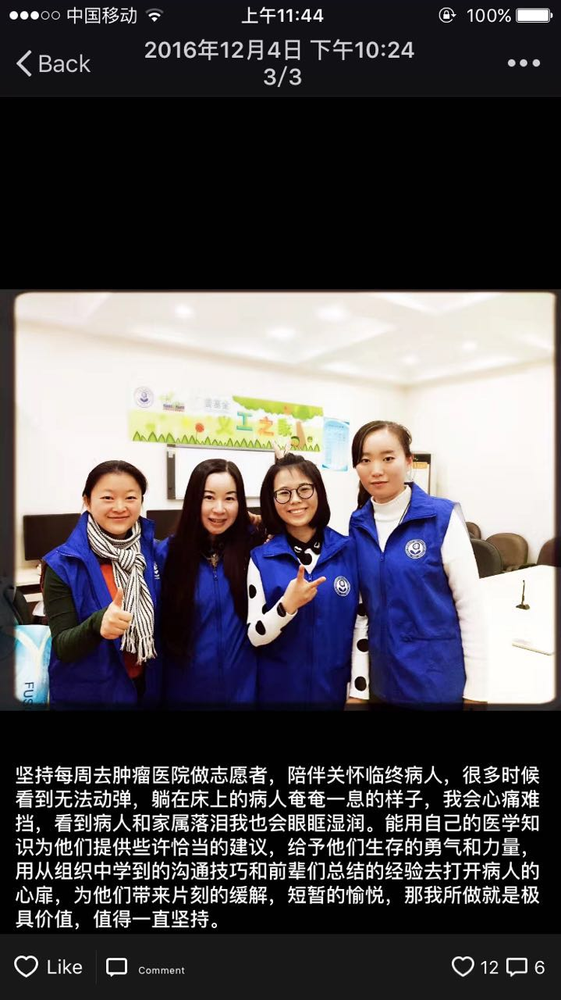 中国移动
上午11:44
100%
Back
2016年12月4日 下午10:24
3/3
义工之家
FUS
坚持每周去肿瘤医院做志愿者，陪伴关怀临终病人，很多时候
看到无法动弹，躺在床上的病人奄奄一息的样子，我会心痛难
挡，看到病人和家属落泪我也会眼眶湿润。能用自己的医学知
识为他们提供些许恰当的建议，给予他们生存的勇气和力量，
用从组织中学到的沟通技巧和前辈们总结的经验去打开病人的
心扉，为他们带来片刻的缓解，短暂的愉悦，那我所做就是极
具价值，值得一直坚持。
Like
Comment
12
6